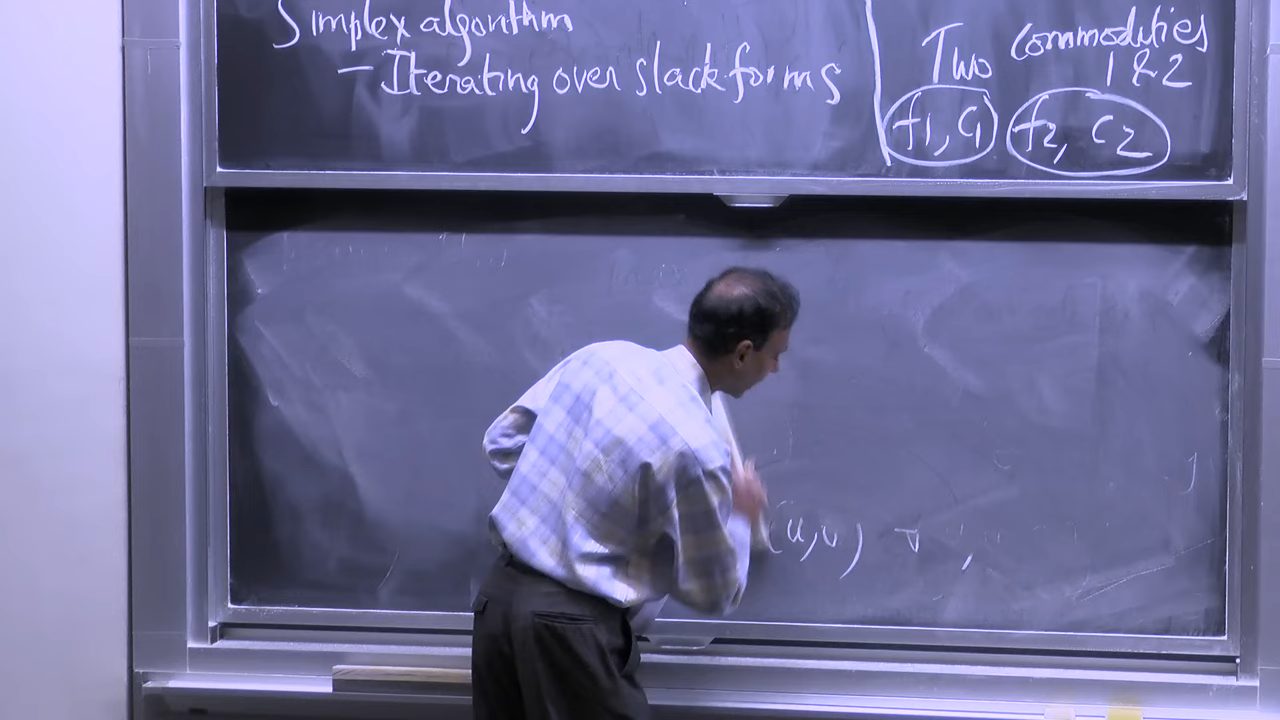 Simplex algorithm
- Iterating over slack forms
Two commodities
1 & 2
f1, c1 f2, c2
(u,v)